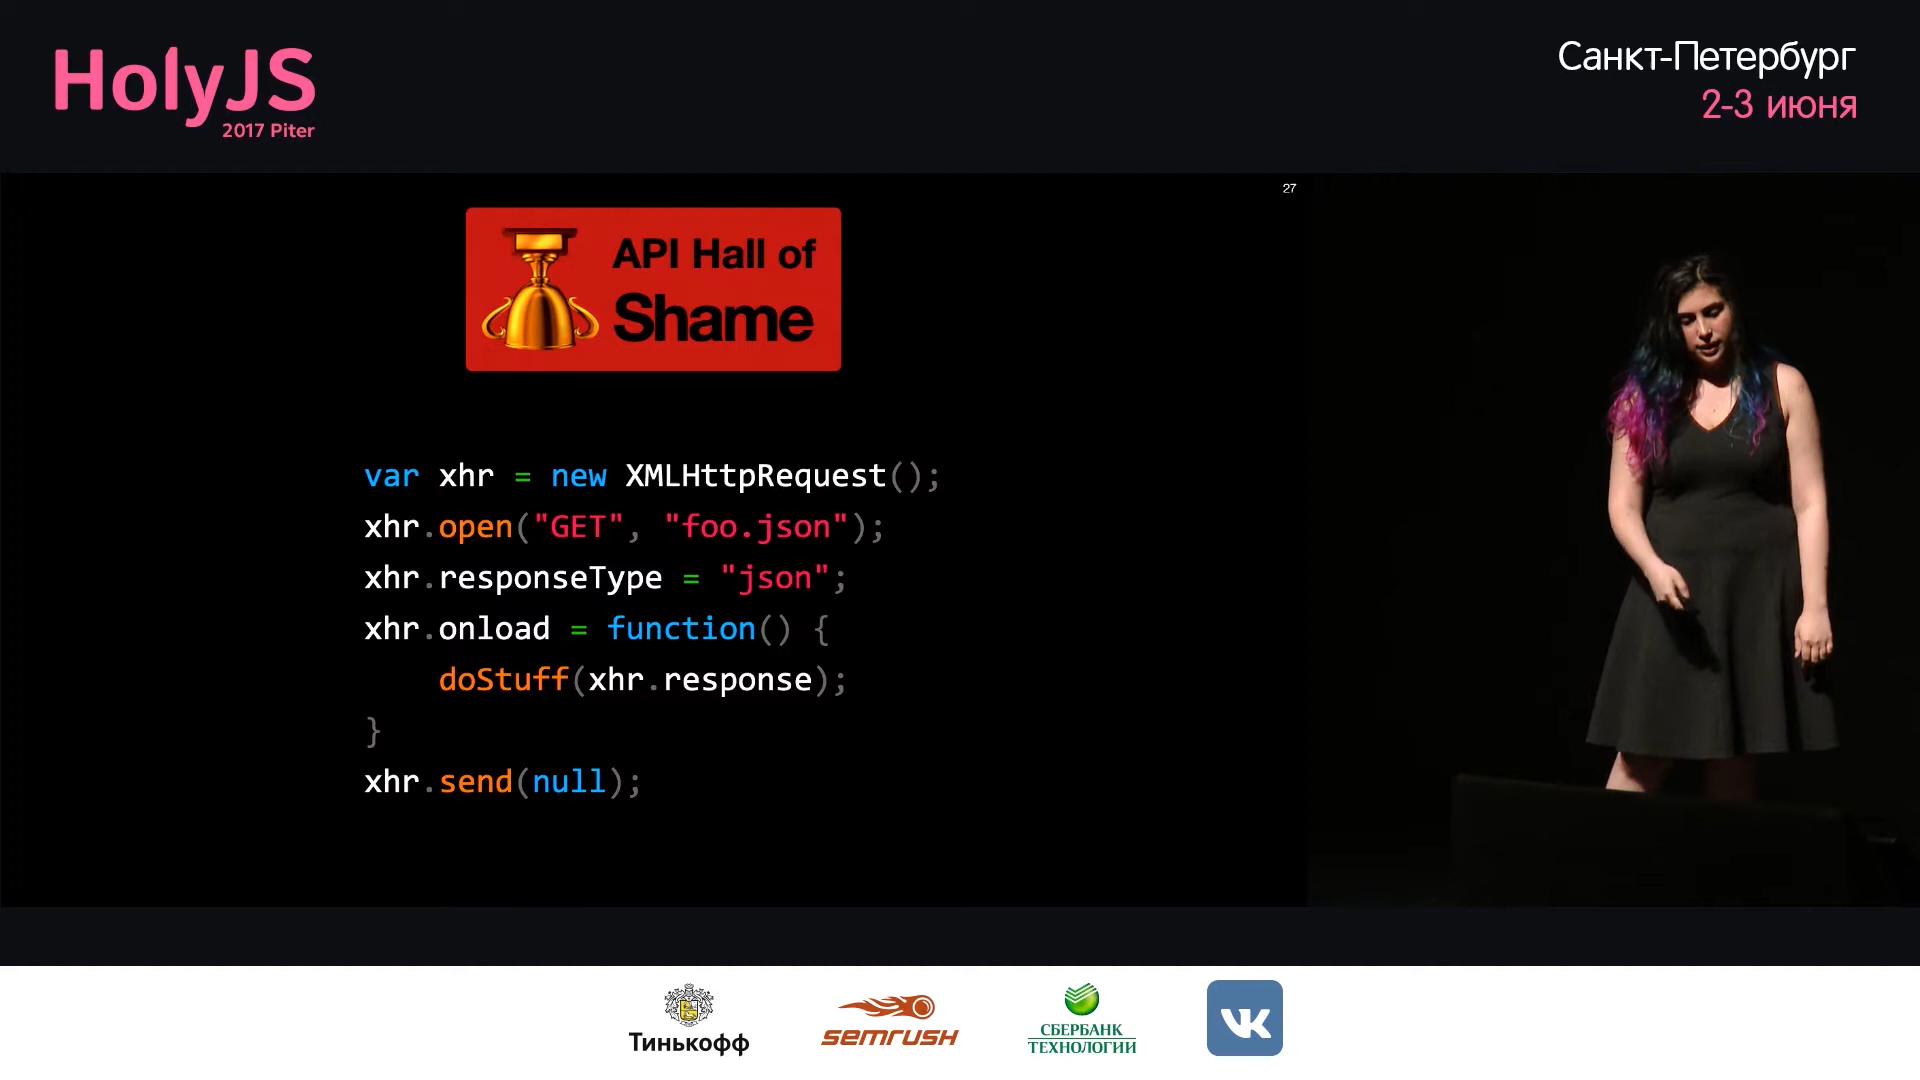 HolyJS
2017 Piter
Санкт-Петербург
2-3 июня
27
API Hall of
Shame
var xhr = new XMLHttpRequest();
xhr.open("GET", "foo.json");
xhr.responseType = "json";
xhr.onload = function() {
    doStuff(xhr.response);
}
xhr.send(null);
Тинькофф
semrush
СБЕРБАНК
ТЕХНОЛОГИИ
VK